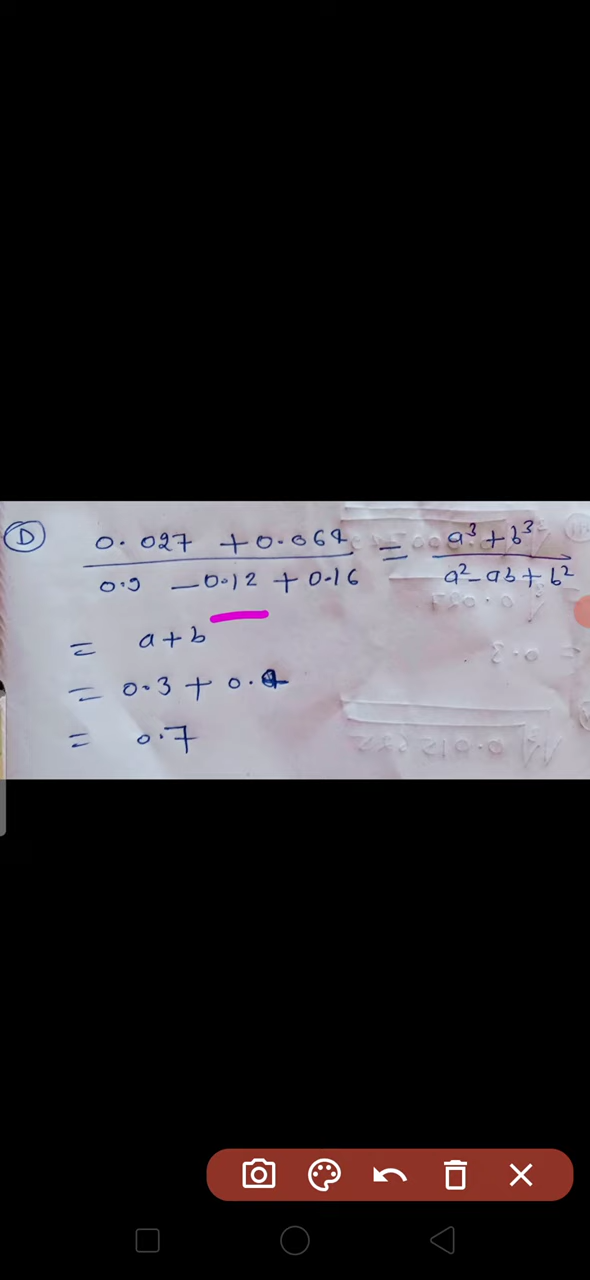 D 0.027 + 0.064 / 0.9 - 0.12 + 0.16 = a³ + b³ / a² - ab + b²
= a + b
= 0.3 + 0.4
= 0.7